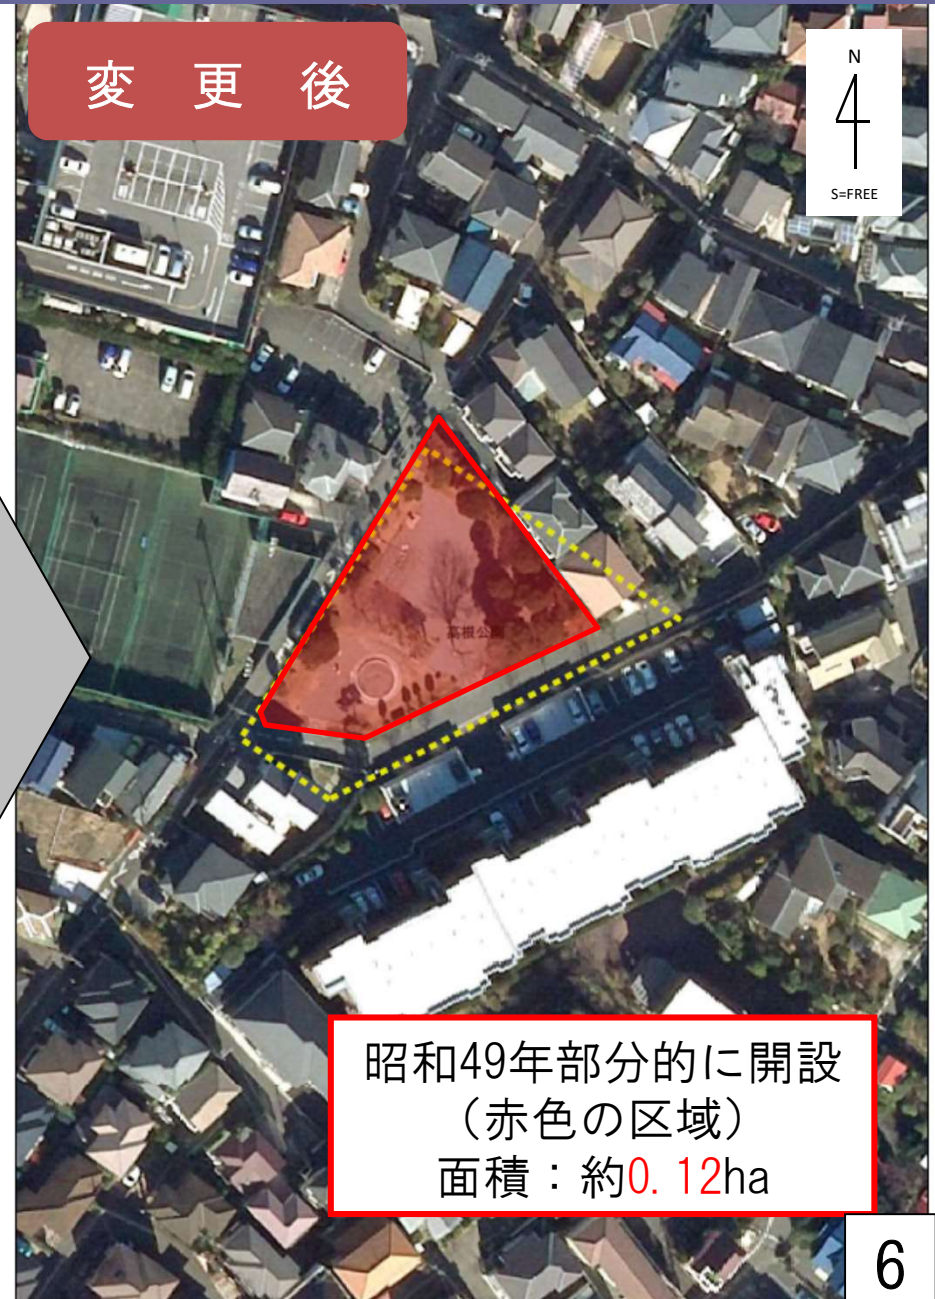 変更後
N
S=FREE
高根公園
昭和49年部分的に開設
（赤色の区域）
面積：約0.12ha
6